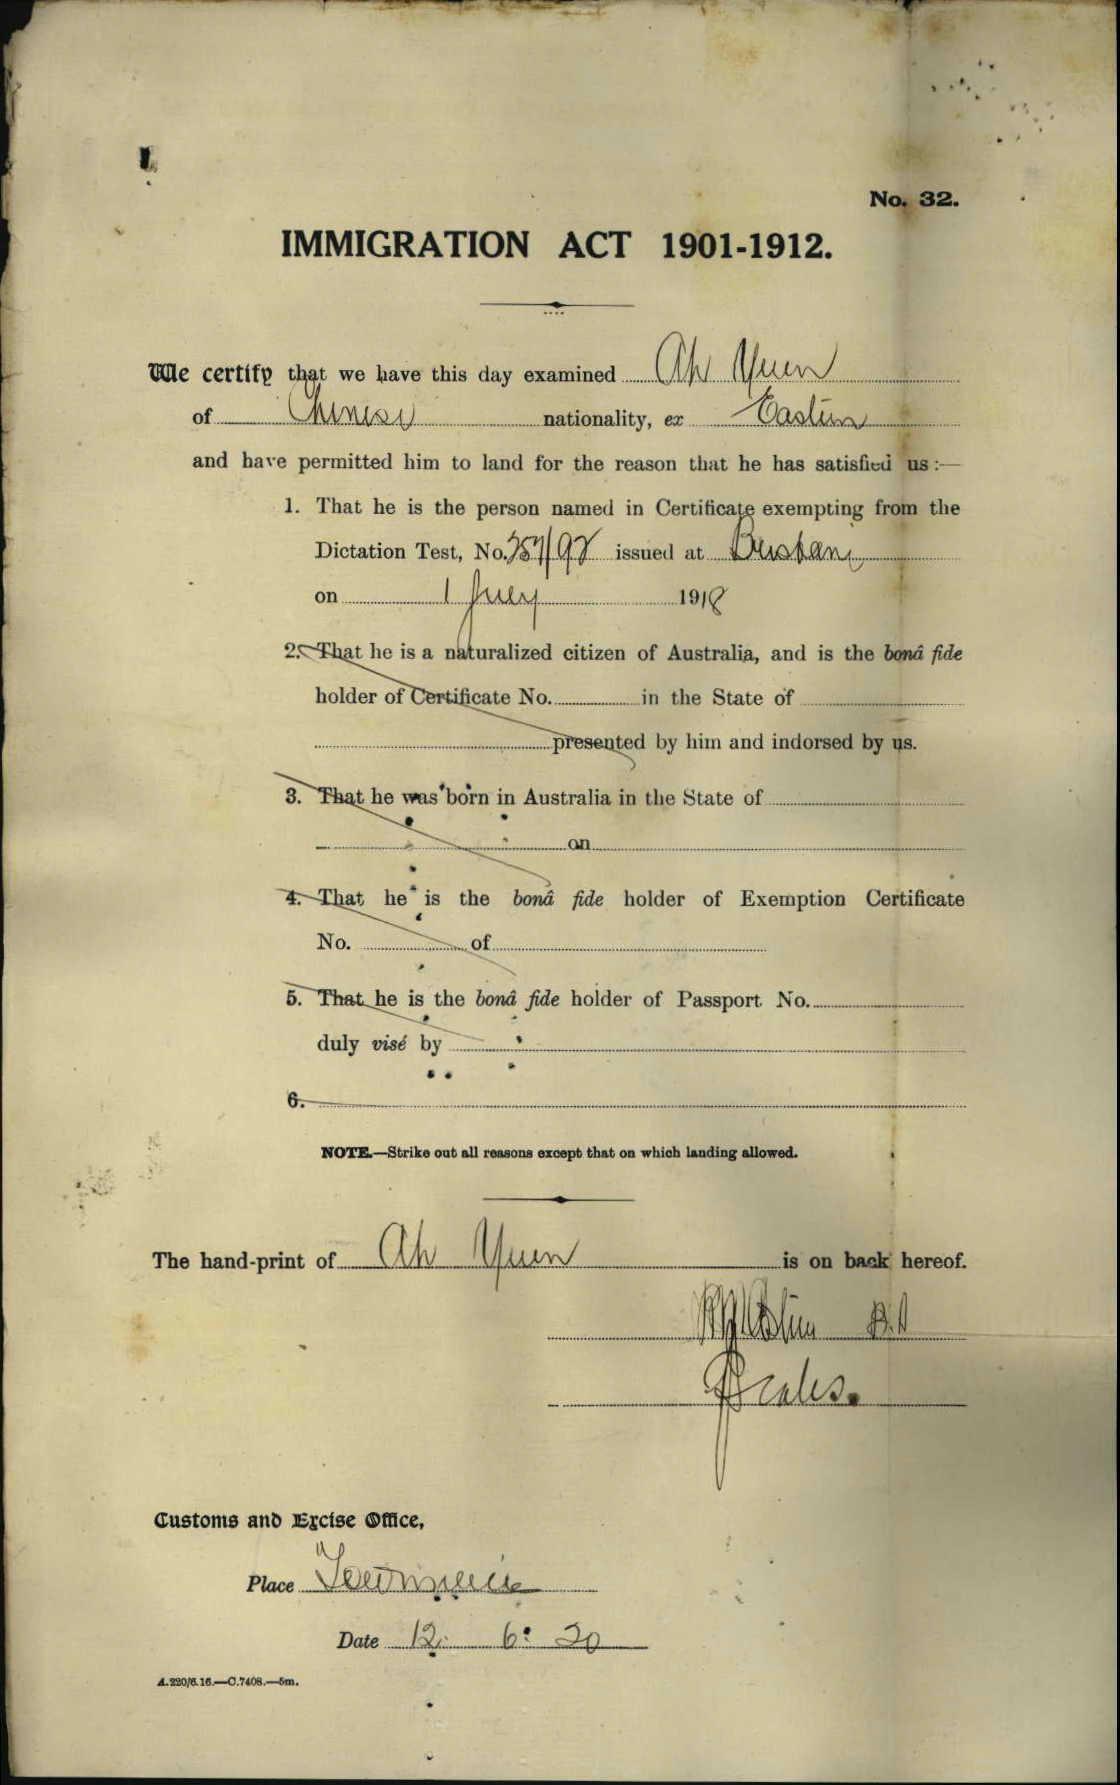 No. 32.
IMMIGRATION ACT 1901-1912.
We certify that we have this day examined Ah Yuen
of Chinese nationality, ex Eastern
and have permitted him to land for the reason that he has satisfied us:—
1. That he is the person named in Certificate exempting from the
Dictation Test, No. issued at Brisbane
on 1 July 1918
2. That he is a naturalized citizen of Australia, and is the bonâ fide
holder of Certificate No. in the State of
presented by him and indorsed by us.
3. That he was born in Australia in the State of
on
4. That he is the bonâ fide holder of Exemption Certificate
No. of
5. That he is the bonâ fide holder of Passport No.
duly visé by
6.
NOTE.—Strike out all reasons except that on which landing allowed.
The hand-print of Ah Yuen is on back hereof.
Customs and Excise Office,
Place Townsville
Date 12. 6. 20
A.220/6.16.—C.7408.—5m.